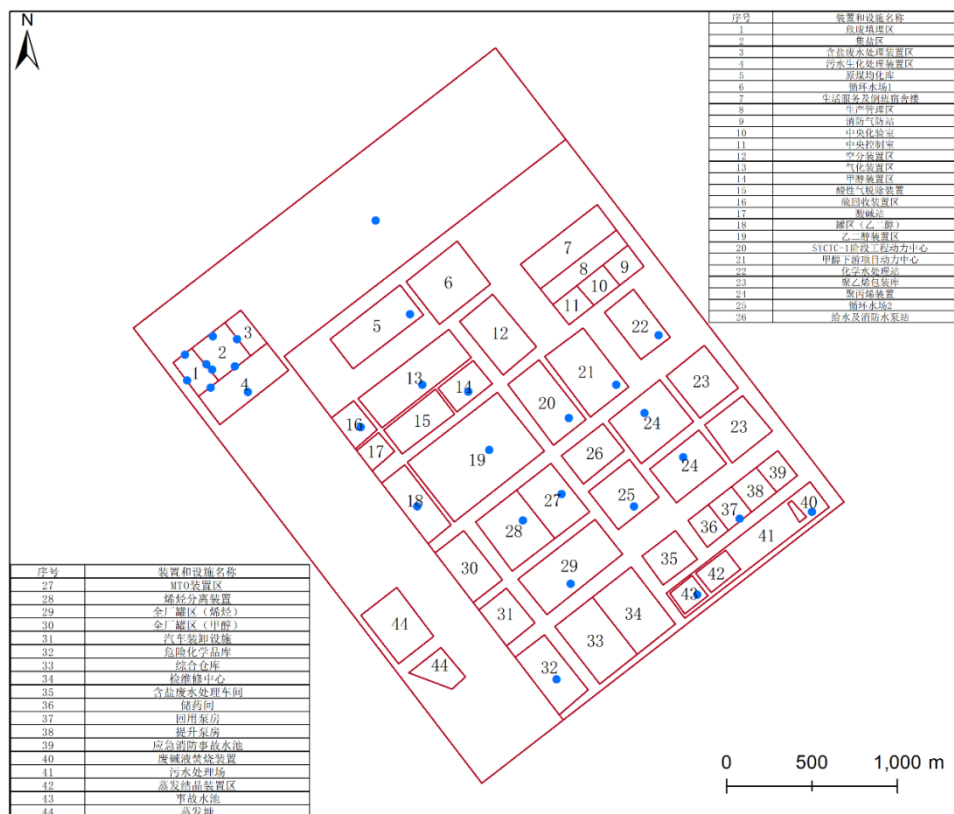 N
序号 装置和设施名称
1 危废填埋区
2 集盐区
3 含盐废水处理装置区
4 污水生化处理装置区
5 原煤均化库
6 循环水场1
7 生活服务及倒班宿舍楼
8 生产管理区
9 消防气防站
10 中央化验室
11 中央控制室
12 空分装置区
13 气化装置区
14 甲醇装置区
15 酸性气脱除装置
16 硫回收装置区
17 酸碱站
18 罐区（乙二醇）
19 乙二醇装置区
20 SYCTC-1阶段工程动力中心
21 甲醇下游项目动力中心
22 化学水处理站
23 聚乙烯包装库
24 聚丙烯装置
25 循环水场2
26 给水及消防水泵站
7
8
9
10
11
6
5
12
22
3
2
1
4
13
14
21
23
15
20
24
16
23
17
19
26
24
39
18
27
25
38
40
28
37
36
41
29
35
30
42
43
31
34
44
33
44
32
序号 装置和设施名称
27 MTO装置区
28 烯烃分离装置
29 全厂罐区（烯烃）
30 全厂罐区（甲醇）
31 汽车装卸设施
32 危险化学品库
33 综合仓库
34 检维修中心
35 含盐废水处理车间
36 储药间
37 回用泵房
38 提升泵房
39 应急消防事故水池
40 废碱液焚烧装置
41 污水处理场
42 蒸发结晶装置区
43 事故水池
44 蒸发塘
0 500 1,000 m